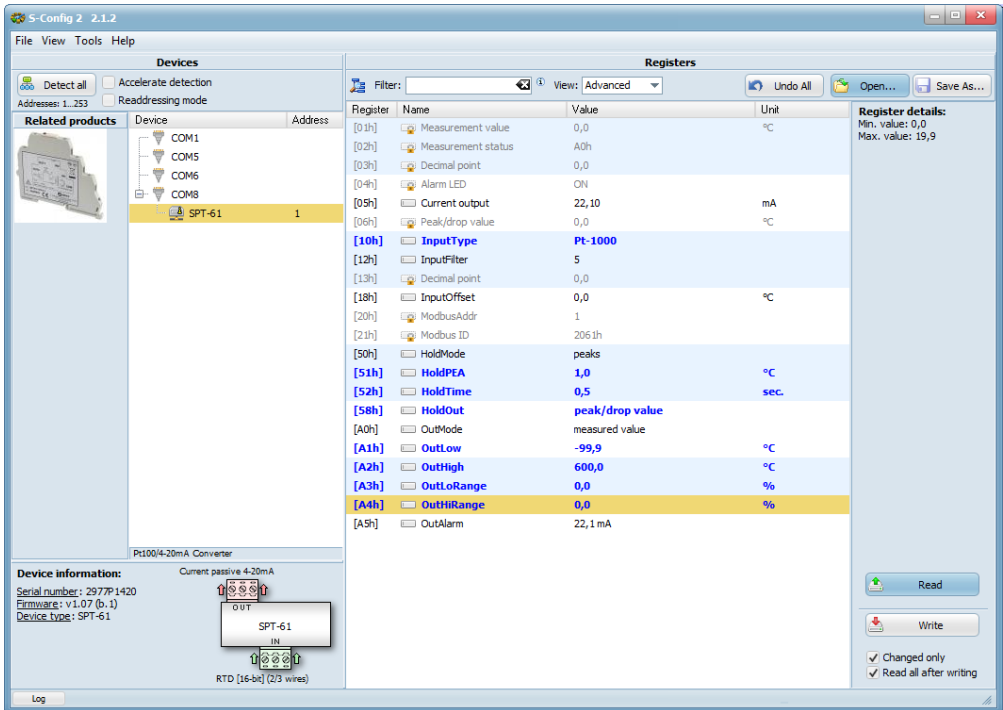 S-Config 2 2.1.2
File View Tools Help
Devices
Detect all
Accelerate detection
Addresses: 1...253
Readdressing mode
Related products
Device Address
COM1
COM5
COM6
COM8
SPT-61 1
Pt100/4-20mA Converter
Device information:
Serial number: 2977P1420
Firmware: v1.07 (b.1)
Device type: SPT-61
Current passive 4-20mA
OUT
SPT-61
IN
RTD [16-bit] (2/3 wires)
Registers
Filter: View: Advanced Undo All Open... Save As...
Register Name Value Unit
[01h] Measurement value 0,0 °C
[02h] Measurement status A0h
[03h] Decimal point 0,0
[04h] Alarm LED ON
[05h] Current output 22,10 mA
[06h] Peak/drop value 0,0 °C
[10h] InputType Pt-1000
[12h] InputFilter 5
[13h] Decimal point 0,0
[18h] InputOffset 0,0 °C
[20h] ModbusAddr 1
[21h] Modbus ID 2061h
[50h] HoldMode peaks
[51h] HoldPEA 1,0 °C
[52h] HoldTime 0,5 sec.
[58h] HoldOut peak/drop value
[A0h] OutMode measured value
[A1h] OutLow -99,9 °C
[A2h] OutHigh 600,0 °C
[A3h] OutLoRange 0,0 %
[A4h] OutHiRange 0,0 %
[A5h] OutAlarm 22,1 mA
Register details:
Min. value: 0,0
Max. value: 19,9
Read
Write
Changed only
Read all after writing
Log